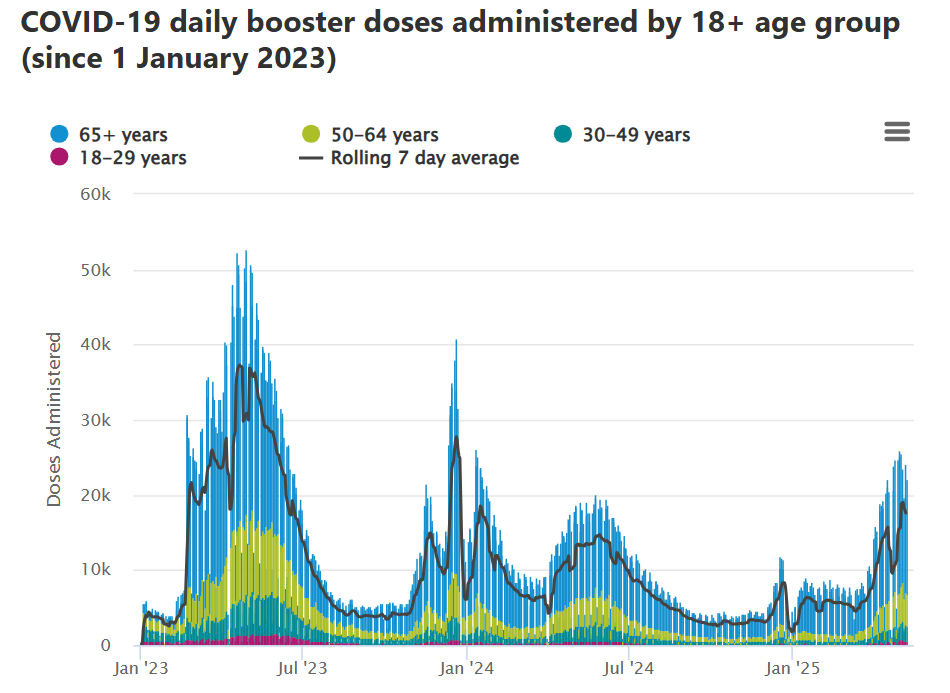 COVID-19 daily booster doses administered by 18+ age group
(since 1 January 2023)
65+ years
50–64 years
30–49 years
18–29 years
Rolling 7 day average
60k
50k
40k
30k
20k
10k
0
Doses Administered
Jan '23
Jul '23
Jan '24
Jul '24
Jan '25